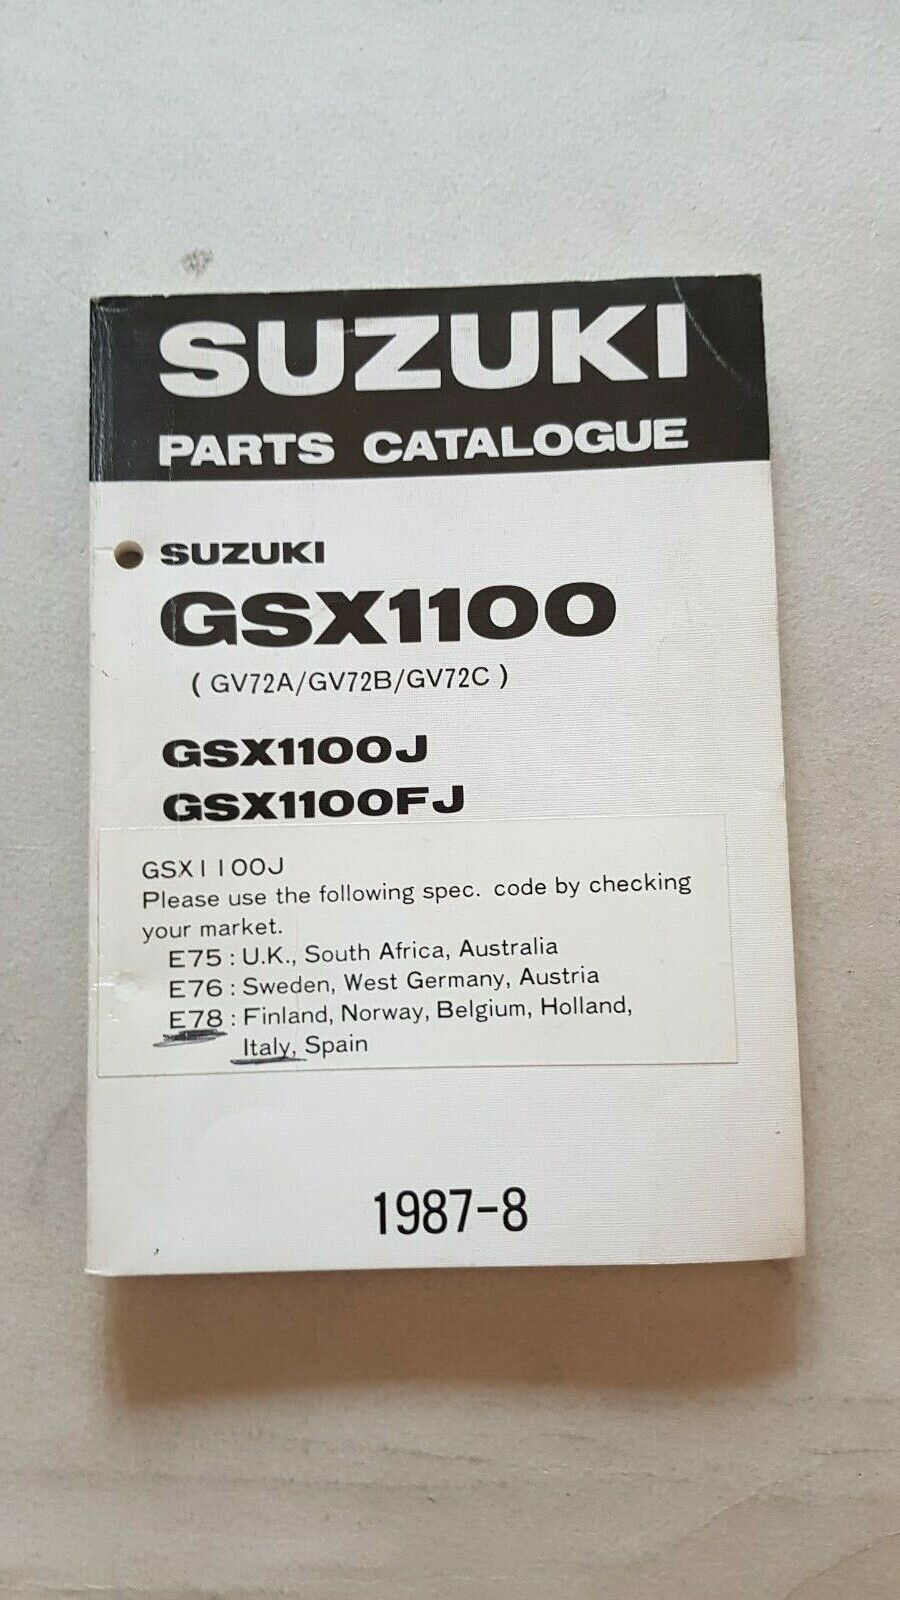 SUZUKI
PARTS CATALOGUE
SUZUKI
GSX1100
( GV72A/GV72B/GV72C )
GSX1100J
GSX1100FJ
GSX1100J
Please use the following spec. code by checking
your market.
E75 : U.K., South Africa, Australia
E76 : Sweden, West Germany, Austria
E78 : Finland, Norway, Belgium, Holland,
Italy, Spain
1987-8